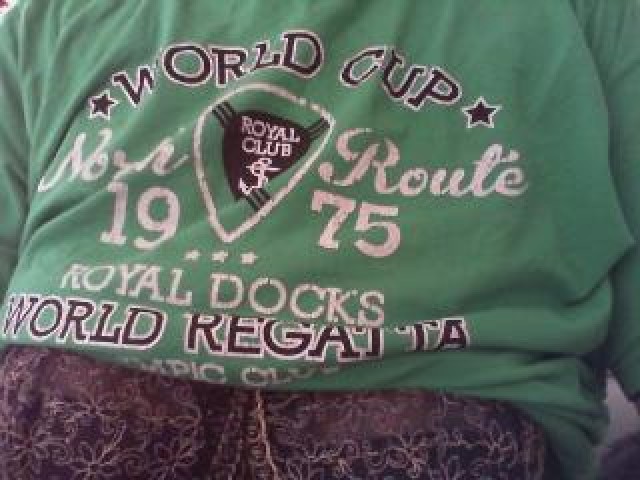 WORLD CUP
ROYAL
CLUB
Route
19 75
ROYAL DOCKS
WORLD REGATTA